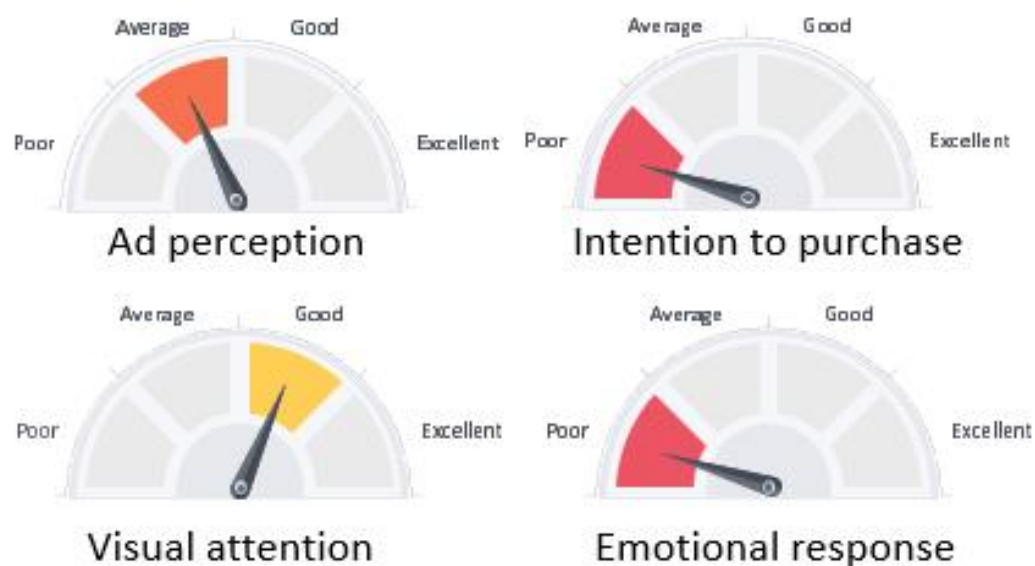 Average Good
Poor Excellent
Ad perception
Average Good
Poor Excellent
Intention to purchase
Average Good
Poor Excellent
Visual attention
Average Good
Poor Excellent
Emotional response